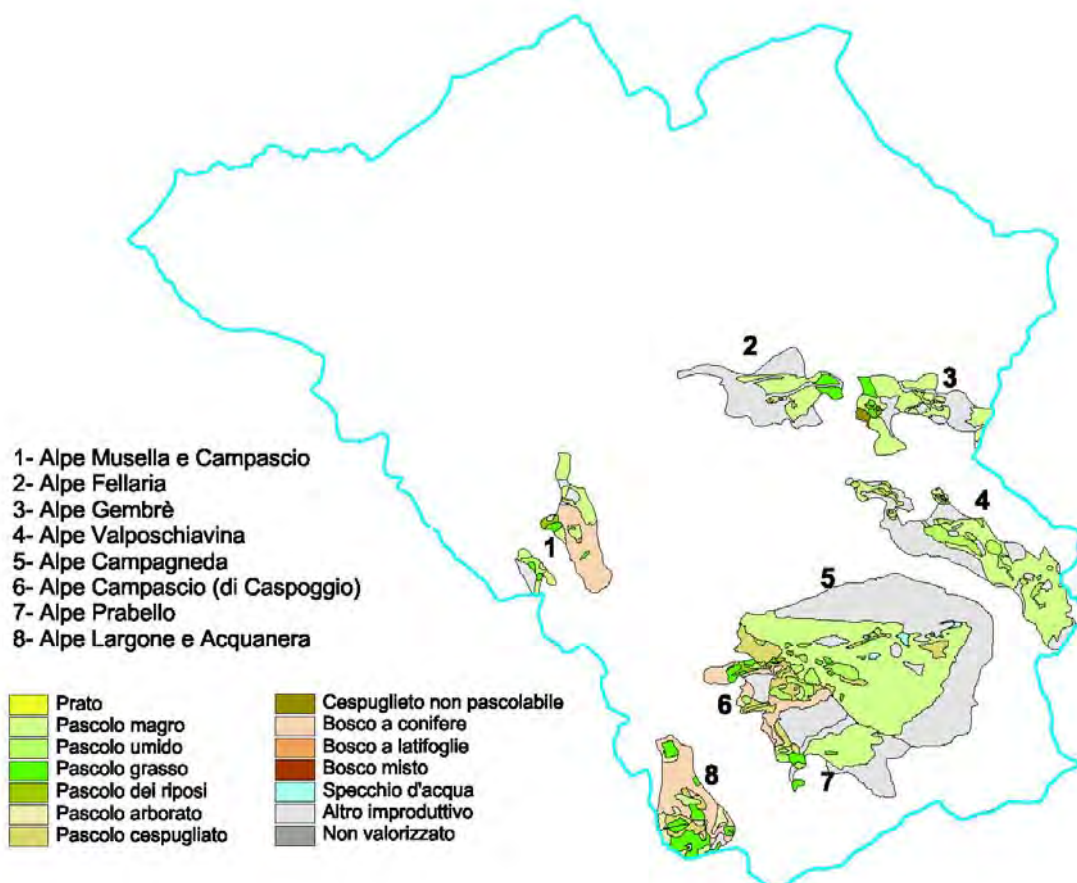 2
3
4
1
5
6
7
8
1- Alpe Musella e Campascio
2- Alpe Fellaria
3- Alpe Gembrè
4- Alpe Valposchiavina
5- Alpe Campagneda
6- Alpe Campascio (di Caspoggio)
7- Alpe Prabello
8- Alpe Largone e Acquanera
Prato
Pascolo magro
Pascolo umido
Pascolo grasso
Pascolo dei riposi
Pascolo arborato
Pascolo cespugliato
Cespuglieto non pascolabile
Bosco a conifere
Bosco a latifoglie
Bosco misto
Specchio d'acqua
Altro improduttivo
Non valorizzato